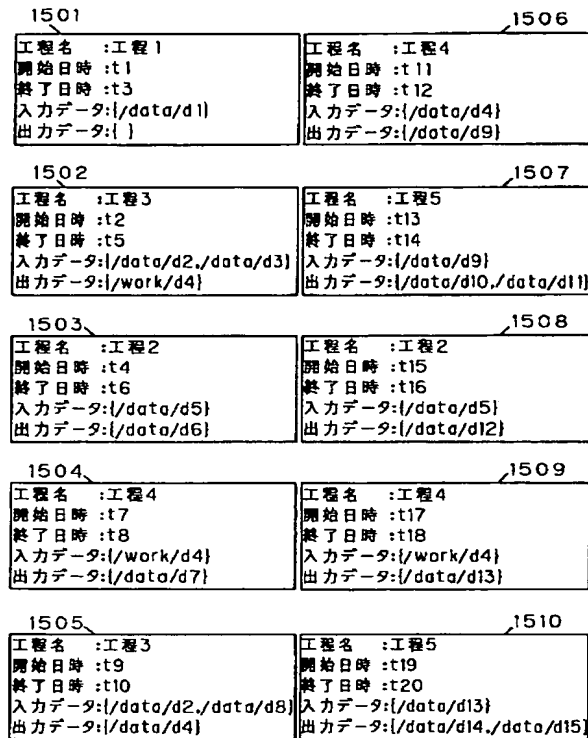 1501
工程名 :工程1
開始日時 :t1
終了日時 :t3
入力データ:{/data/d1}
出力データ:{ }
1502
工程名 :工程3
開始日時 :t2
終了日時 :t5
入力データ:{/data/d2,/data/d3}
出力データ:{/work/d4}
1503
工程名 :工程2
開始日時 :t4
終了日時 :t6
入力データ:{/data/d5}
出力データ:{/data/d6}
1504
工程名 :工程4
開始日時 :t7
終了日時 :t8
入力データ:{/work/d4}
出力データ:{/data/d7}
1505
工程名 :工程3
開始日時 :t9
終了日時 :t10
入力データ:{/data/d2,/data/d8}
出力データ:{/data/d4}
1506
工程名 :工程4
開始日時 :t11
終了日時 :t12
入力データ:{/data/d4}
出力データ:{/data/d9}
1507
工程名 :工程5
開始日時 :t13
終了日時 :t14
入力データ:{/data/d9}
出力データ:{/data/d10,/data/d11}
1508
工程名 :工程2
開始日時 :t15
終了日時 :t16
入力データ:{/data/d5}
出力データ:{/data/d12}
1509
工程名 :工程4
開始日時 :t17
終了日時 :t18
入力データ:{/work/d4}
出力データ:{/data/d13}
1510
工程名 :工程5
開始日時 :t19
終了日時 :t20
入力データ:{/data/d13}
出力データ:{/data/d14,/data/d15}